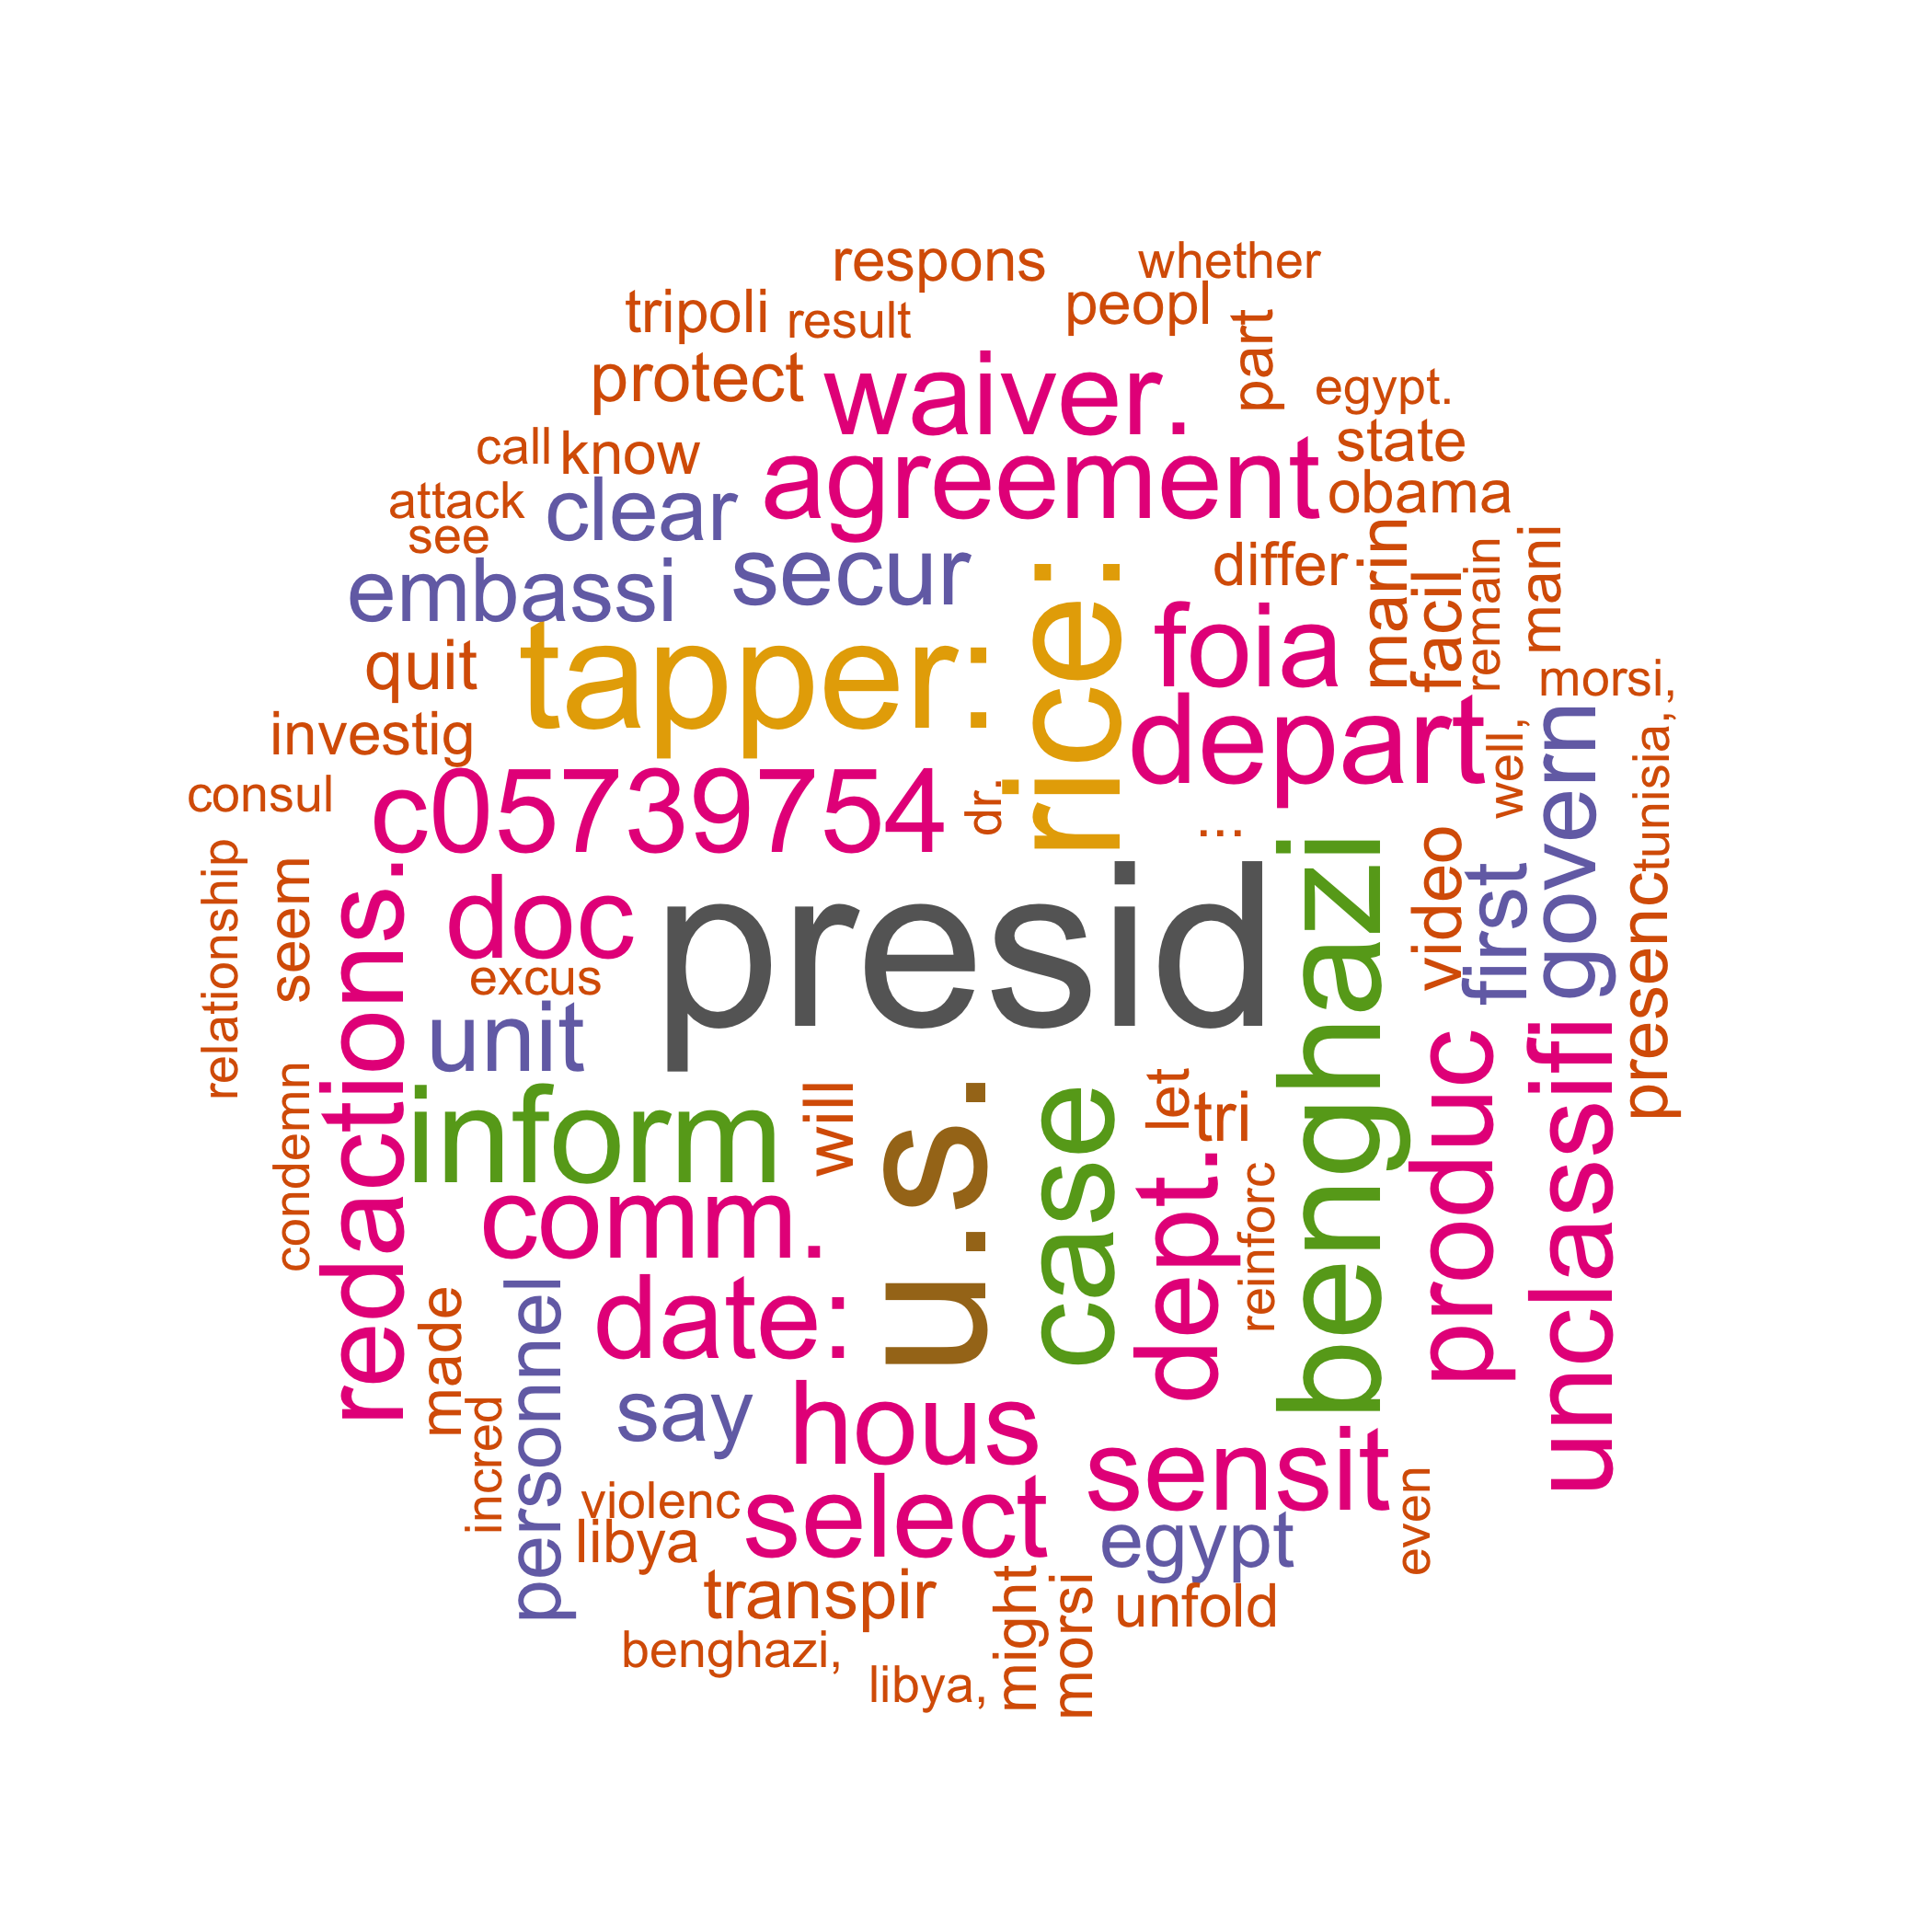 respons
whether
tripoli
result
peopl
part
protect
waiver.
egypt.
call
know
agreement
state
obama
attack
see
clear
secur
embassi
differ
marin
facil
remain
mani
quit
tapper:
rice:
foia
morsi,
investig
depart
well,
govern
tunisia,
consul
c05739754
dr.
...
relationship
seem
redactions.
doc
presid
benghazi
video
first
presenc
excus
unit
condemn
inform
will
u.s.
case
let
tri
dept.
reinforc
produc
unclassifi
comm.
made
incred
personnel
date:
say
hous
sensit
even
violenc
select
libya
egypt
transpir
might
morsi
unfold
benghazi,
libya,